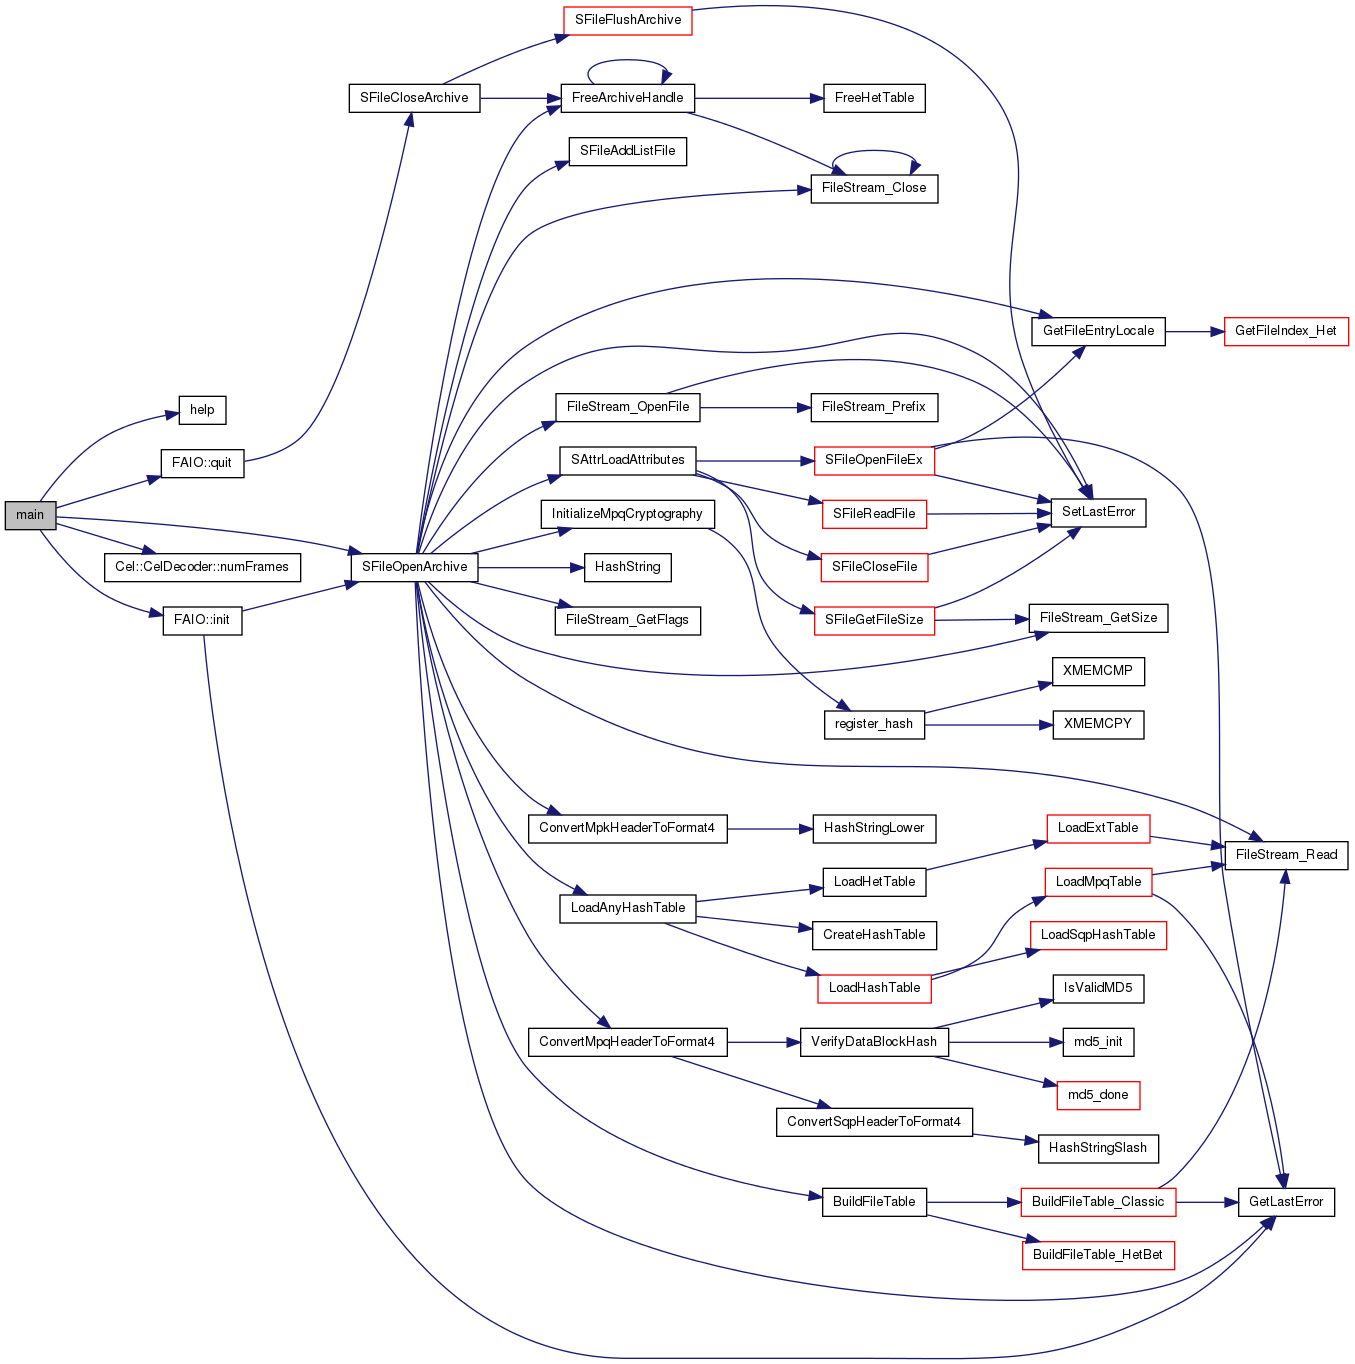 SFileFlushArchive
SFileCloseArchive
FreeArchiveHandle
FreeHetTable
SFileAddListFile
FileStream_Close
GetFileEntryLocale
GetFileIndex_Het
help
FileStream_OpenFile
FileStream_Prefix
FAIO::quit
SAttrLoadAttributes
SFileOpenFileEx
main
InitializeMpqCryptography
SFileReadFile
SetLastError
Cel::CelDecoder::numFrames
SFileOpenArchive
HashString
SFileCloseFile
FAIO::init
FileStream_GetFlags
SFileGetFileSize
FileStream_GetSize
XMEMCMP
register_hash
XMEMCPY
ConvertMpkHeaderToFormat4
HashStringLower
LoadExtTable
FileStream_Read
LoadHetTable
LoadMpqTable
LoadAnyHashTable
CreateHashTable
LoadSqpHashTable
LoadHashTable
IsValidMD5
ConvertMpqHeaderToFormat4
VerifyDataBlockHash
md5_init
md5_done
ConvertSqpHeaderToFormat4
HashStringSlash
BuildFileTable
BuildFileTable_Classic
GetLastError
BuildFileTable_HetBet